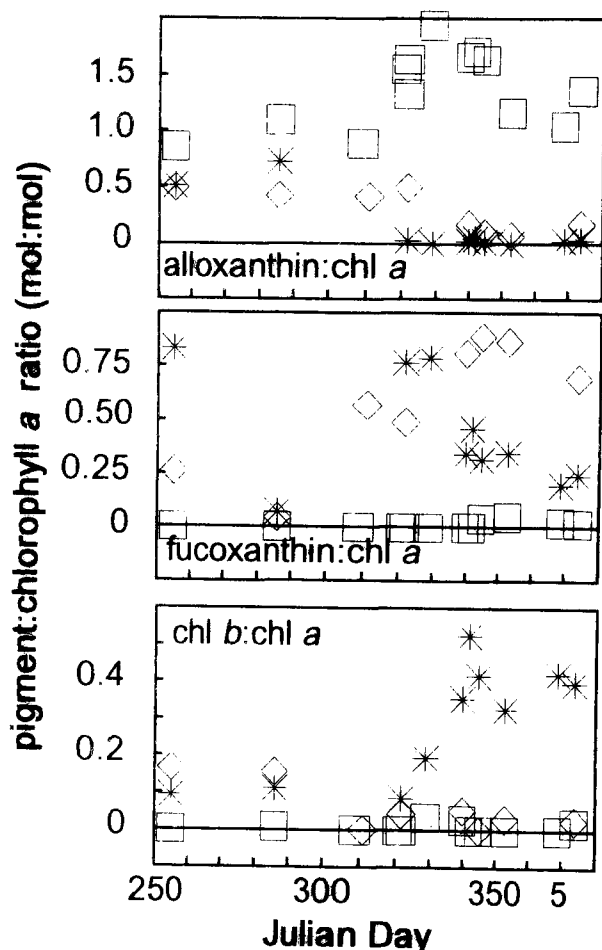 pigment:chlorophyll a ratio (mol:mol)
1.5
1.0
0.5
0
alloxanthin:chl a
0.75
0.50
0.25
0
fucoxanthin:chl a
chl b:chl a
0.4
0.2
0
250 300 350 5
Julian Day